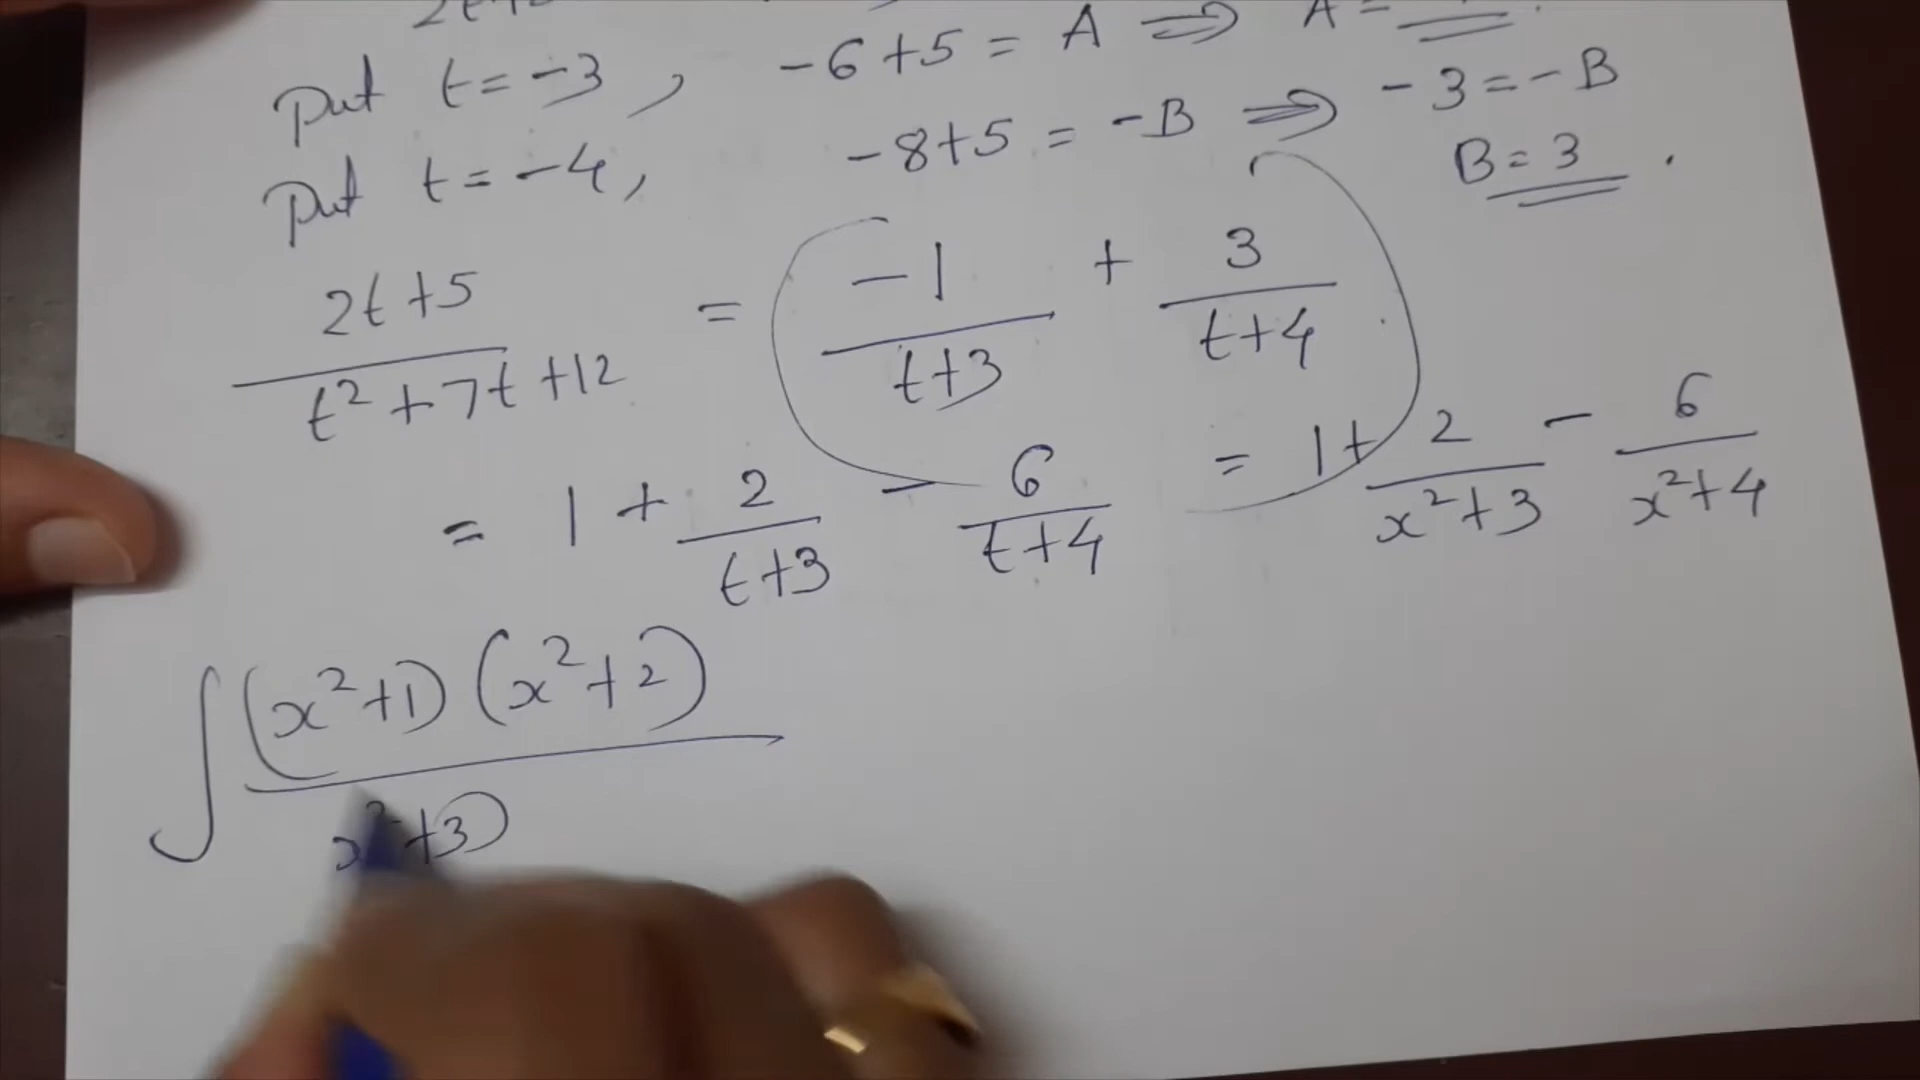 Put t = -3, -6+5 = A ⟹ A =
Put t = -4, -8+5 = -B ⟹ -3 = -B
B = 3.
(2t+5)/(t²+7t+12) = -1/(t+3) + 3/(t+4)
= 1 + 2/(t+3) - 6/(t+4) = 1 + 2/(x²+3) - 6/(x²+4)
∫ (x²+1)(x²+2)
x²+3)